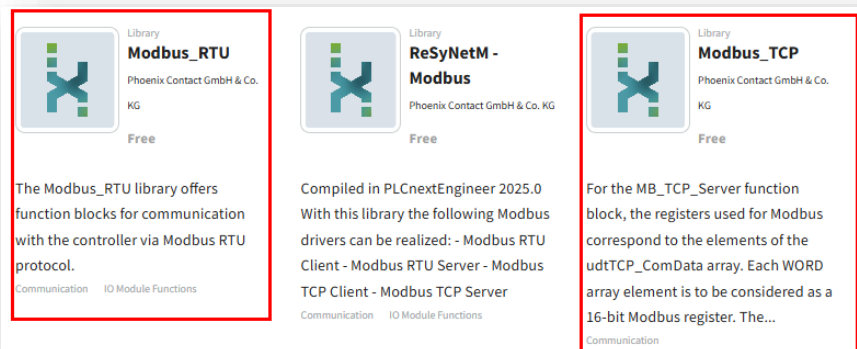 Library
Modbus_RTU
Phoenix Contact GmbH & Co.
KG
Free
The Modbus_RTU library offers
function blocks for communication
with the controller via Modbus RTU
protocol.
Communication IO Module Functions
Library
ReSyNetM -
Modbus
Phoenix Contact GmbH & Co. KG
Free
Compiled in PLCnextEngineer 2025.0
With this library the following Modbus
drivers can be realized: - Modbus RTU
Client - Modbus RTU Server - Modbus
TCP Client - Modbus TCP Server
Communication IO Module Functions
Library
Modbus_TCP
Phoenix Contact GmbH & Co.
KG
Free
For the MB_TCP_Server function
block, the registers used for Modbus
correspond to the elements of the
udtTCP_ComData array. Each WORD
array element is to be considered as a
16-bit Modbus register. The...
Communication